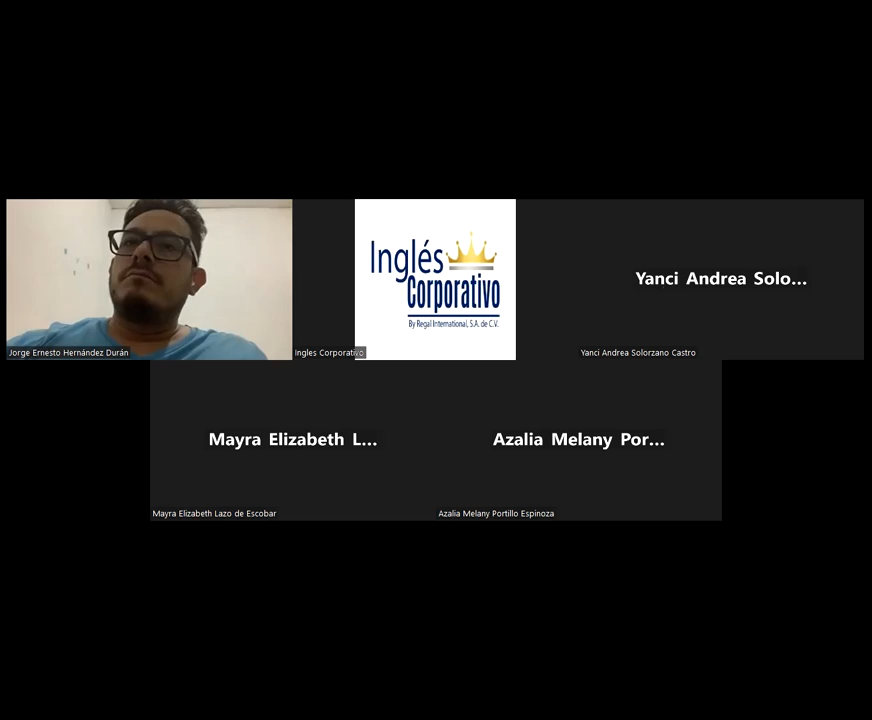 Jorge Ernesto Hernández Durán
Inglés
Corporativo
By Regal International, S.A. de C.V.
Ingles Corporativo
Yanci Andrea Solo...
Yanci Andrea Solorzano Castro
Mayra Elizabeth L...
Mayra Elizabeth Lazo de Escobar
Azalia Melany Por...
Azalia Melany Portillo Espinoza